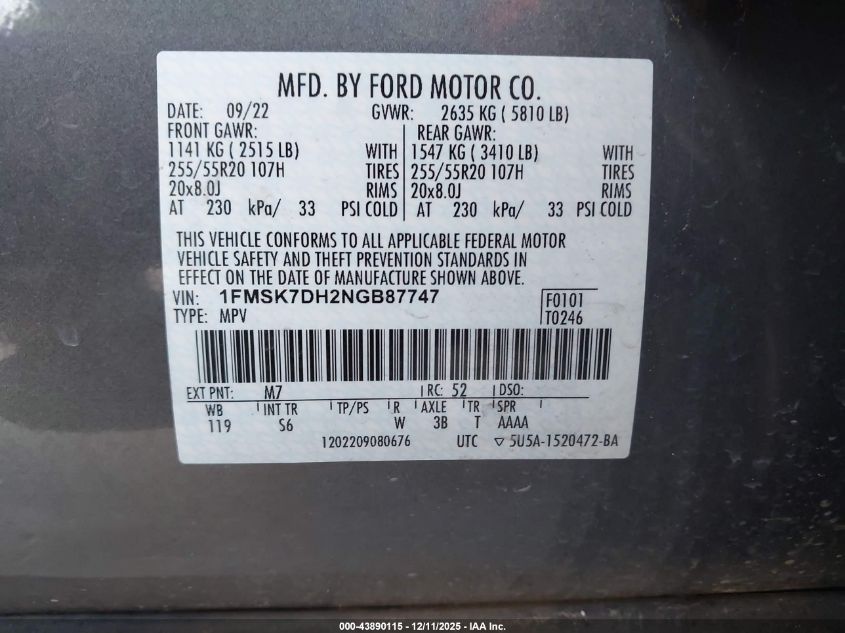 MFD. BY FORD MOTOR CO.
DATE: 09/22 GVWR: 2635 KG ( 5810 LB)
FRONT GAWR: REAR GAWR:
1141 KG ( 2515 LB) WITH 1547 KG ( 3410 LB) WITH
255/55R20 107H TIRES 255/55R20 107H TIRES
20x8.0J RIMS 20x8.0J RIMS
AT 230 kPa/ 33 PSI COLD AT 230 kPa/ 33 PSI COLD
THIS VEHICLE CONFORMS TO ALL APPLICABLE FEDERAL MOTOR
VEHICLE SAFETY AND THEFT PREVENTION STANDARDS IN
EFFECT ON THE DATE OF MANUFACTURE SHOWN ABOVE.
VIN: 1FMSK7DH2NGB87747 F0101
TYPE: MPV T0246
EXT PNT: M7 RC: 52 DSO:
WB INT TR TP/PS R AXLE TR SPR
119 S6 W 3B T AAAA
1202209080676 UTC ▽ 5U5A-1520472-BA
000-43890115 - 12/11/2025 - IAA Inc.